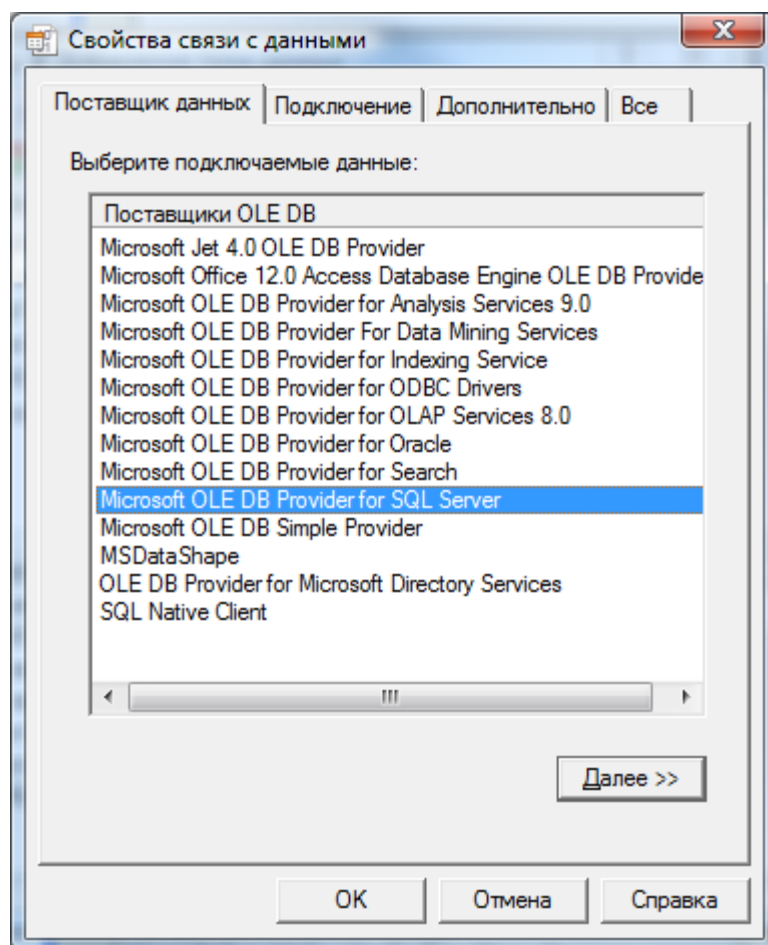 Свойства связи с данными
Поставщик данных
Подключение
Дополнительно
Все
Выберите подключаемые данные:
Поставщики OLE DB
Microsoft Jet 4.0 OLE DB Provider
Microsoft Office 12.0 Access Database Engine OLE DB Provide
Microsoft OLE DB Provider for Analysis Services 9.0
Microsoft OLE DB Provider For Data Mining Services
Microsoft OLE DB Provider for Indexing Service
Microsoft OLE DB Provider for ODBC Drivers
Microsoft OLE DB Provider for OLAP Services 8.0
Microsoft OLE DB Provider for Oracle
Microsoft OLE DB Provider for Search
Microsoft OLE DB Provider for SQL Server
Microsoft OLE DB Simple Provider
MSDataShape
OLE DB Provider for Microsoft Directory Services
SQL Native Client
Далее >>
OK
Отмена
Справка